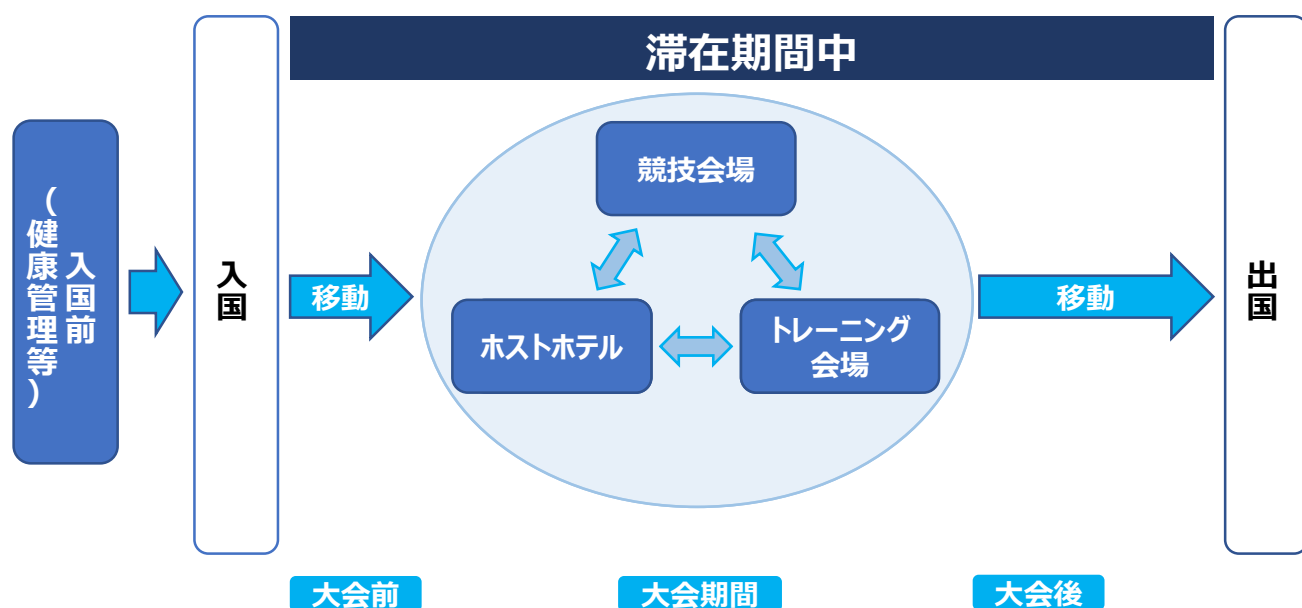 滞在期間中
入国前
(健康管理等)
入国
移動
競技会場
ホストホテル
トレーニング
会場
移動
出国
大会前
大会期間
大会後